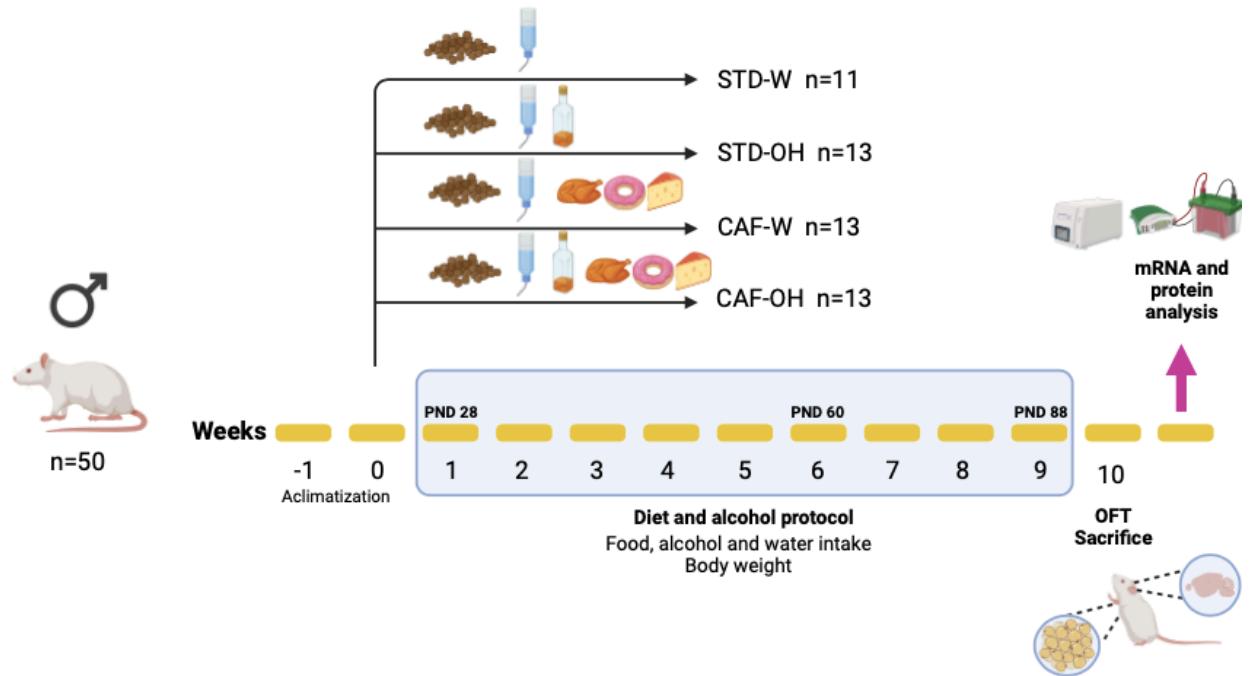 STD-W n=11
STD-OH n=13
CAF-W n=13
CAF-OH n=13
mRNA and
protein
analysis
n=50
Weeks
PND 28
PND 60
PND 88
-1 0 1 2 3 4 5 6 7 8 9 10
Aclimatization
Diet and alcohol protocol
Food, alcohol and water intake
Body weight
OFT
Sacrifice